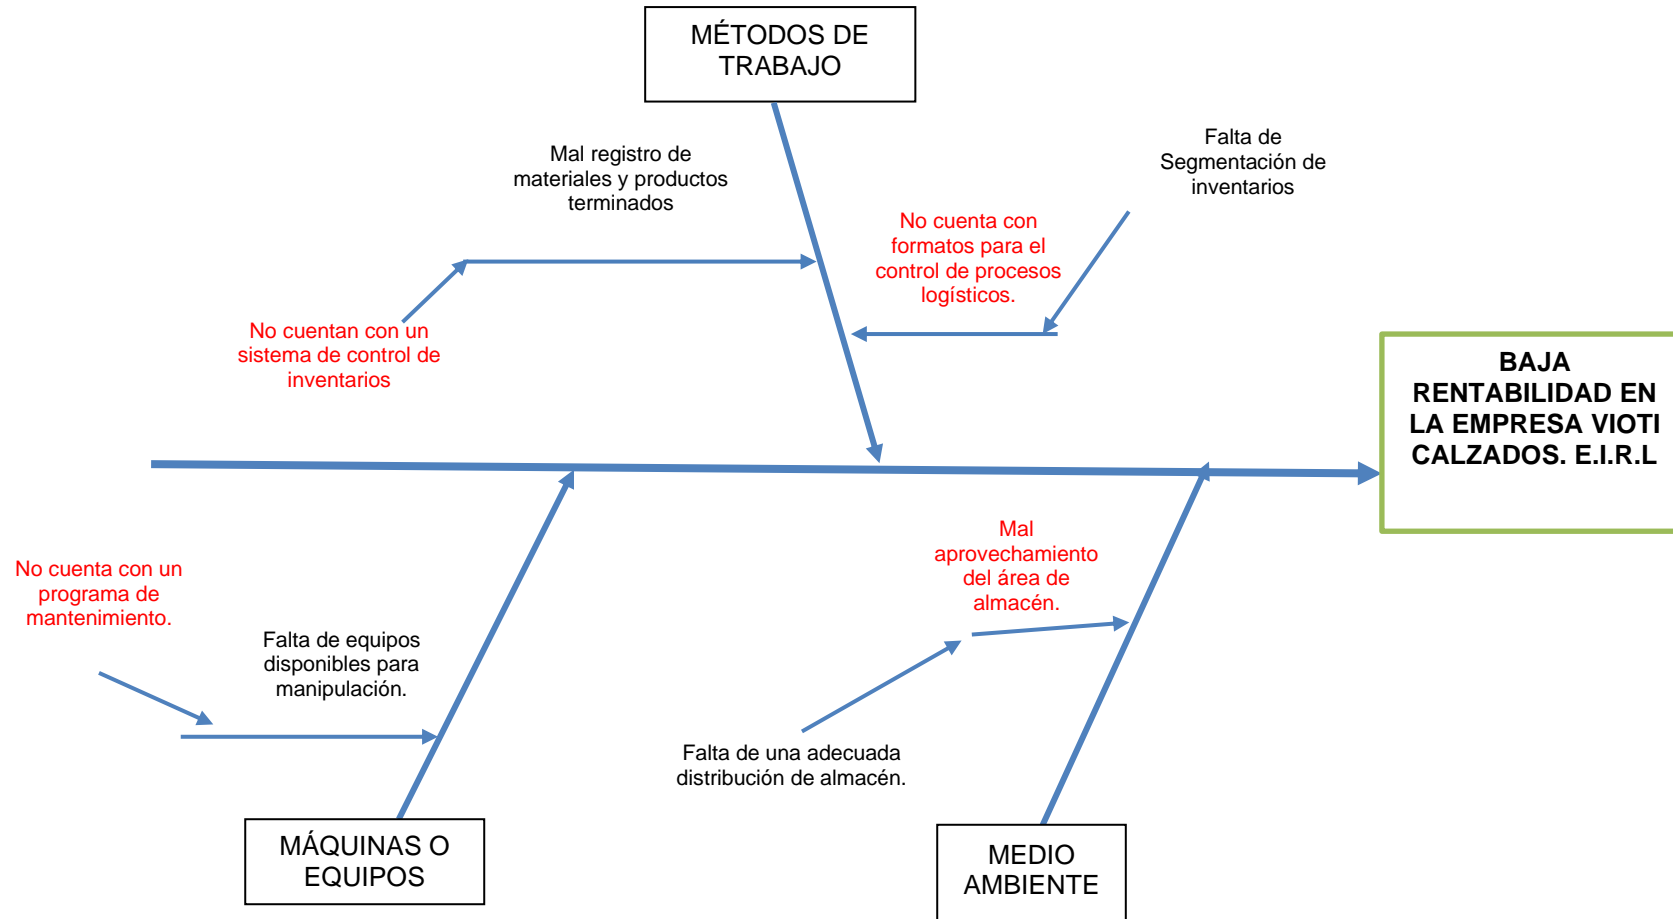 MÉTODOS DE
TRABAJO
Mal registro de
materiales y productos
terminados
Falta de
Segmentación de
inventarios
No cuenta con
formatos para el
control de procesos
logísticos.
No cuentan con un
sistema de control de
inventarios
BAJA
RENTABILIDAD EN
LA EMPRESA VIOTI
CALZADOS. E.I.R.L
No cuenta con un
programa de
mantenimiento.
Falta de equipos
disponibles para
manipulación.
Mal
aprovechamiento
del área de
almacén.
Falta de una adecuada
distribución de almacén.
MÁQUINAS O
EQUIPOS
MEDIO
AMBIENTE